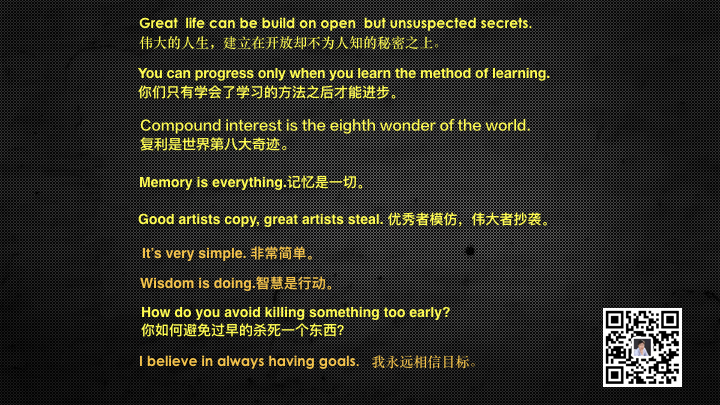 Great life can be build on open but unsuspected secrets.
伟大的人生，建立在开放却不为人知的秘密之上。
You can progress only when you learn the method of learning.
你们只有学会了学习的方法之后才能进步。
Compound interest is the eighth wonder of the world.
复利是世界第八大奇迹。
Memory is everything.记忆是一切。
Good artists copy, great artists steal. 优秀者模仿，伟大者抄袭。
It's very simple. 非常简单。
Wisdom is doing.智慧是行动。
How do you avoid killing something too early?
你如何避免过早的杀死一个东西?
I believe in always having goals. 我永远相信目标。